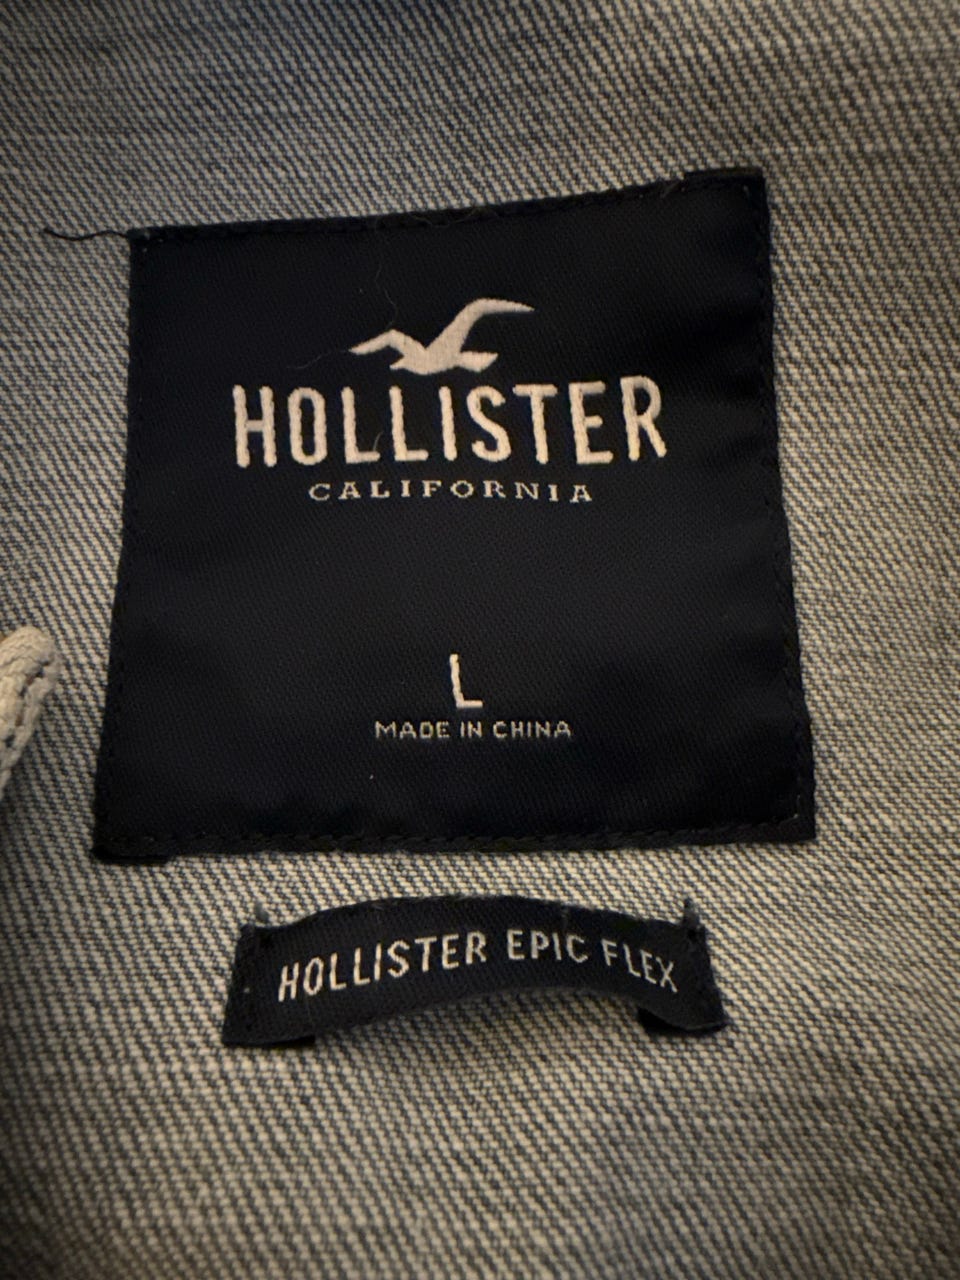 HOLLISTER
CALIFORNIA
L
MADE IN CHINA
HOLLISTER EPIC FLEX